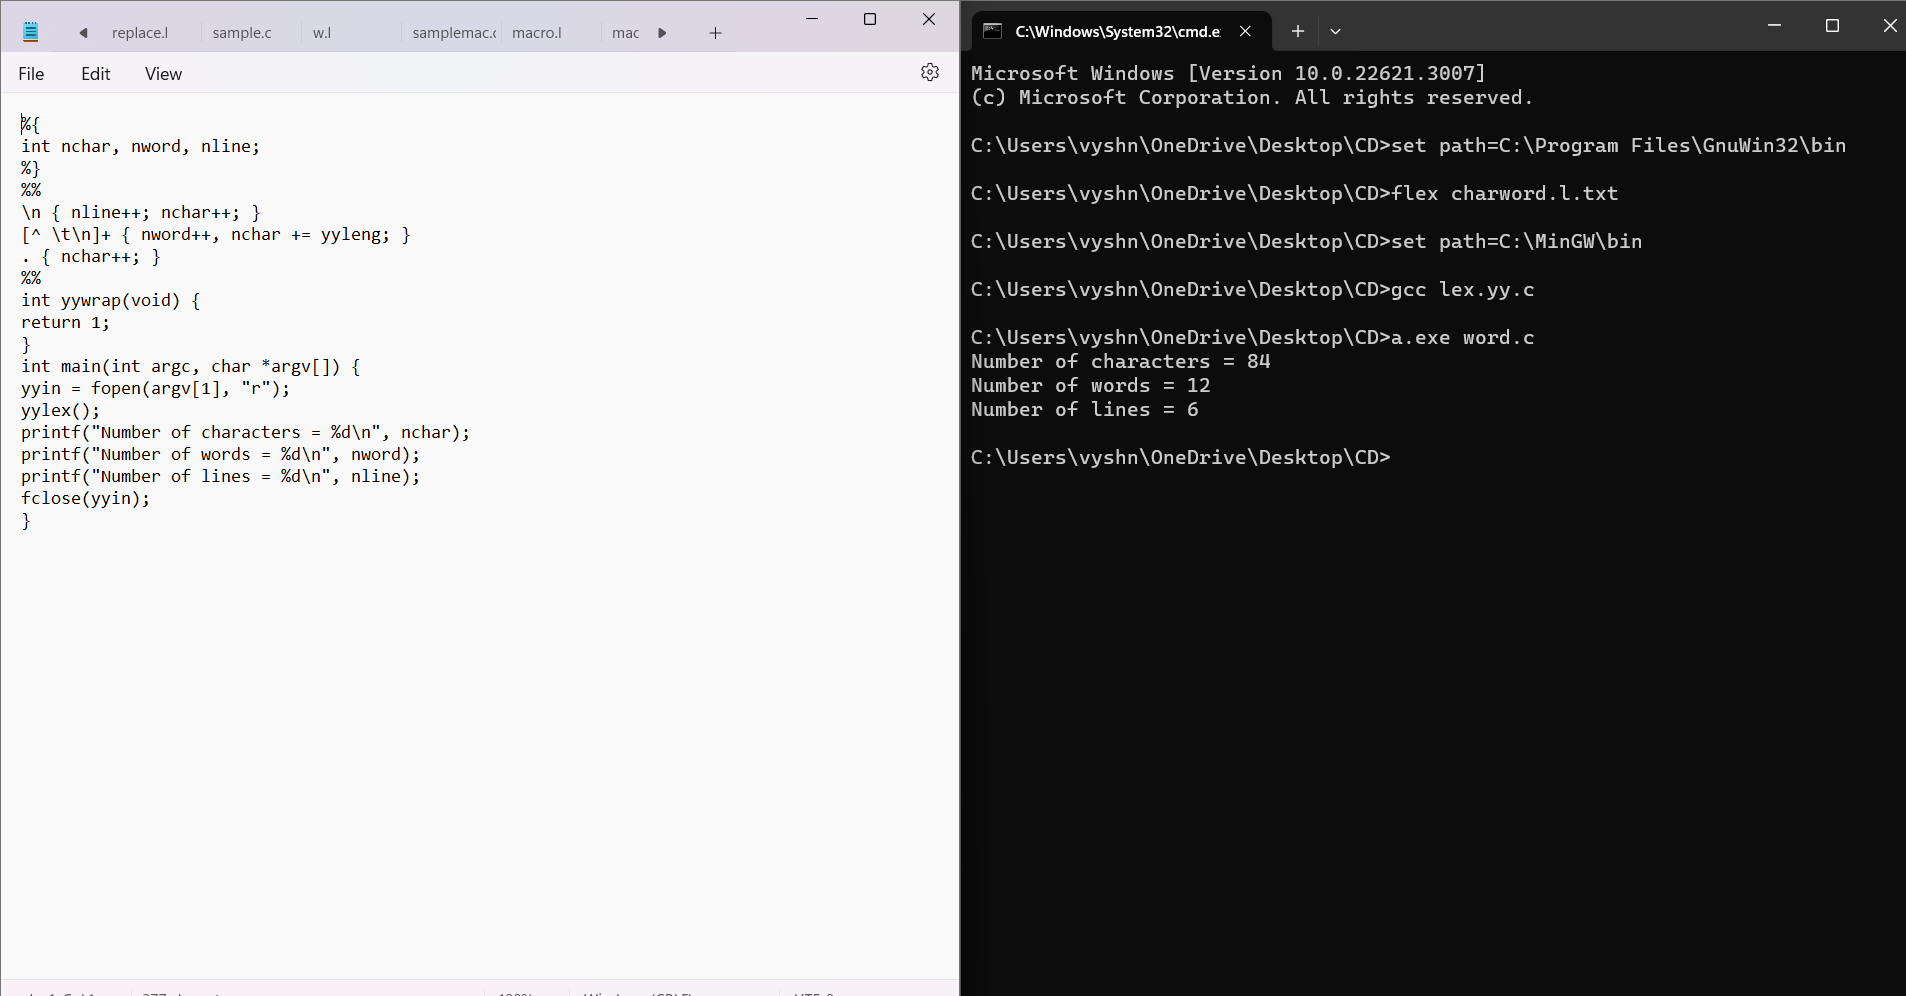 replace.l
sample.c
w.l
samplemac.c
macro.l
mac
File Edit View
%{
int nchar, nword, nline;
%}
%%
\n { nline++; nchar++; }
[^ \t\n]+ { nword++, nchar += yyleng; }
. { nchar++; }
%%
int yywrap(void) {
return 1;
}
int main(int argc, char *argv[]) {
yyin = fopen(argv[1], "r");
yylex();
printf("Number of characters = %d\n", nchar);
printf("Number of words = %d\n", nword);
printf("Number of lines = %d\n", nline);
fclose(yyin);
}
C:\Windows\System32\cmd.e
Microsoft Windows [Version 10.0.22621.3007]
(c) Microsoft Corporation. All rights reserved.
C:\Users\vyshn\OneDrive\Desktop\CD>set path=C:\Program Files\GnuWin32\bin
C:\Users\vyshn\OneDrive\Desktop\CD>flex charword.l.txt
C:\Users\vyshn\OneDrive\Desktop\CD>set path=C:\MinGW\bin
C:\Users\vyshn\OneDrive\Desktop\CD>gcc lex.yy.c
C:\Users\vyshn\OneDrive\Desktop\CD>a.exe word.c
Number of characters = 84
Number of words = 12
Number of lines = 6
C:\Users\vyshn\OneDrive\Desktop\CD>